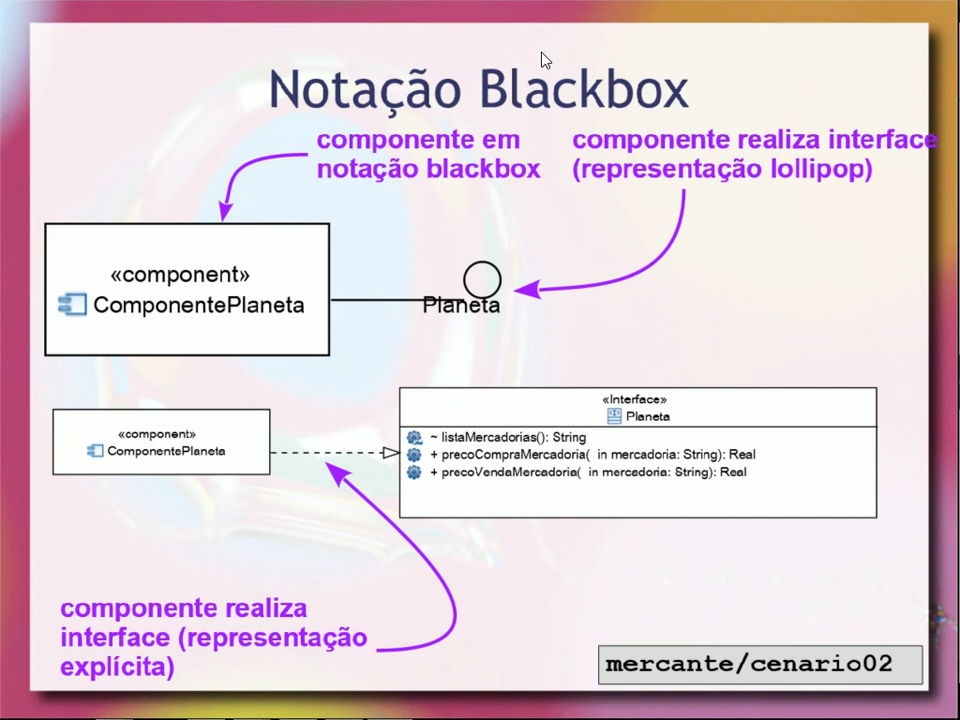 Notação Blackbox
componente em
notação blackbox
componente realiza interface
(representação lollipop)
«component»
ComponentePlaneta
Planeta
«component»
ComponentePlaneta
«Interface»
Planeta
~ listaMercadorias(): String
+ precoCompraMercadoria( in mercadoria: String): Real
+ precoVendaMercadoria( in mercadoria: String): Real
componente realiza
interface (representação
explícita)
mercante/cenario02